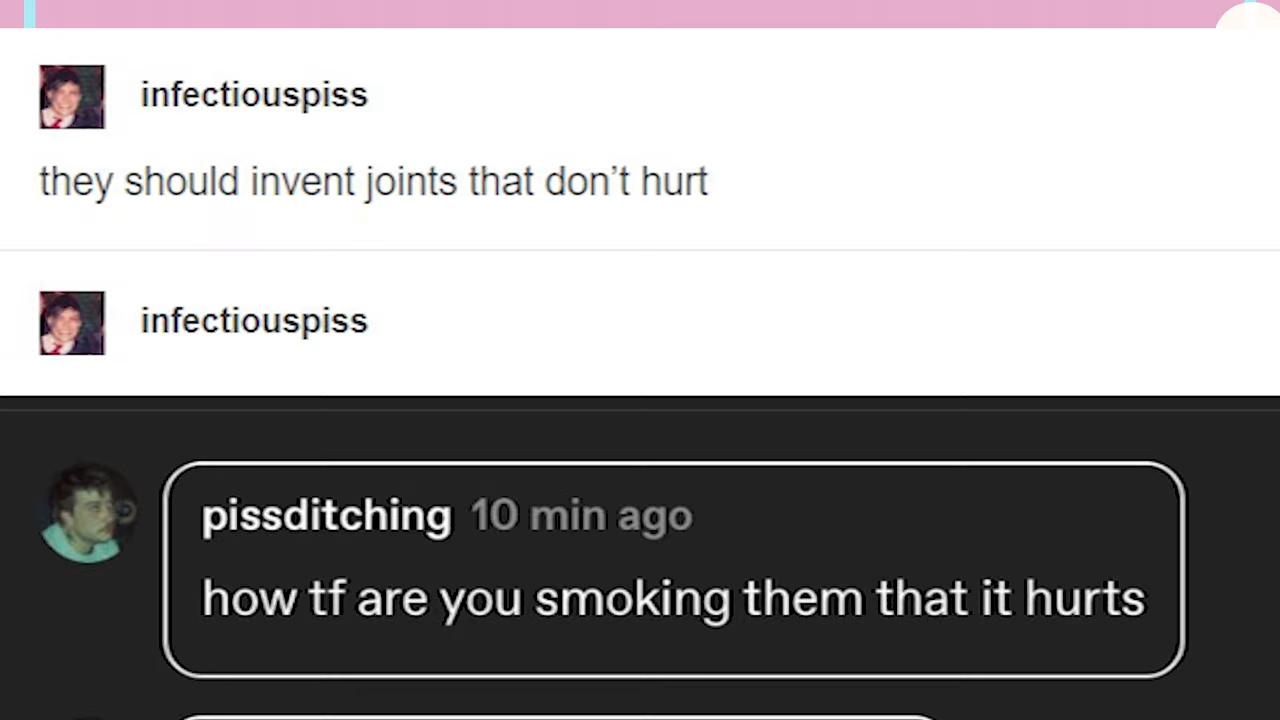 infectiouspiss
they should invent joints that don’t hurt
infectiouspiss
pissditching 10 min ago
how tf are you smoking them that it hurts